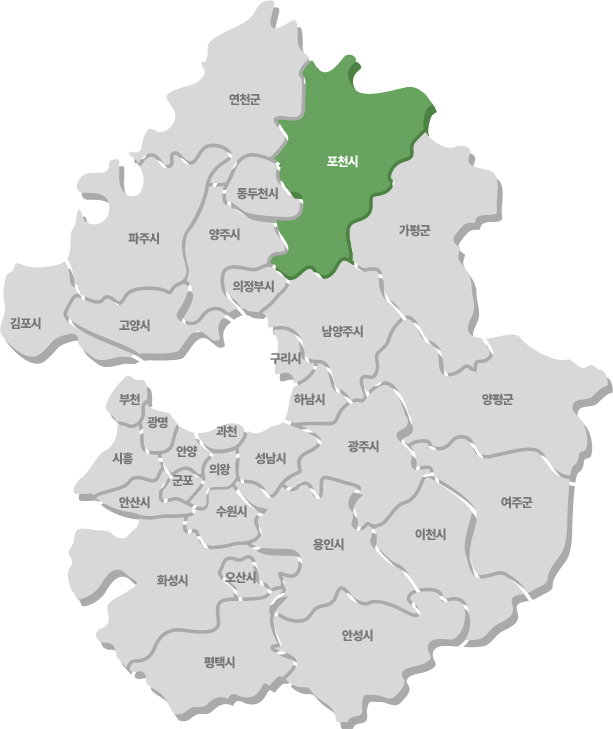 연천군
포천시
동두천시
파주시
양주시
가평군
의정부시
김포시
고양시
남양주시
구리시
부천
하남시
양평군
광명
과천
광주시
시흥
안양
군포
의왕
성남시
안산시
수원시
여주군
이천시
용인시
화성시
오산시
안성시
평택시